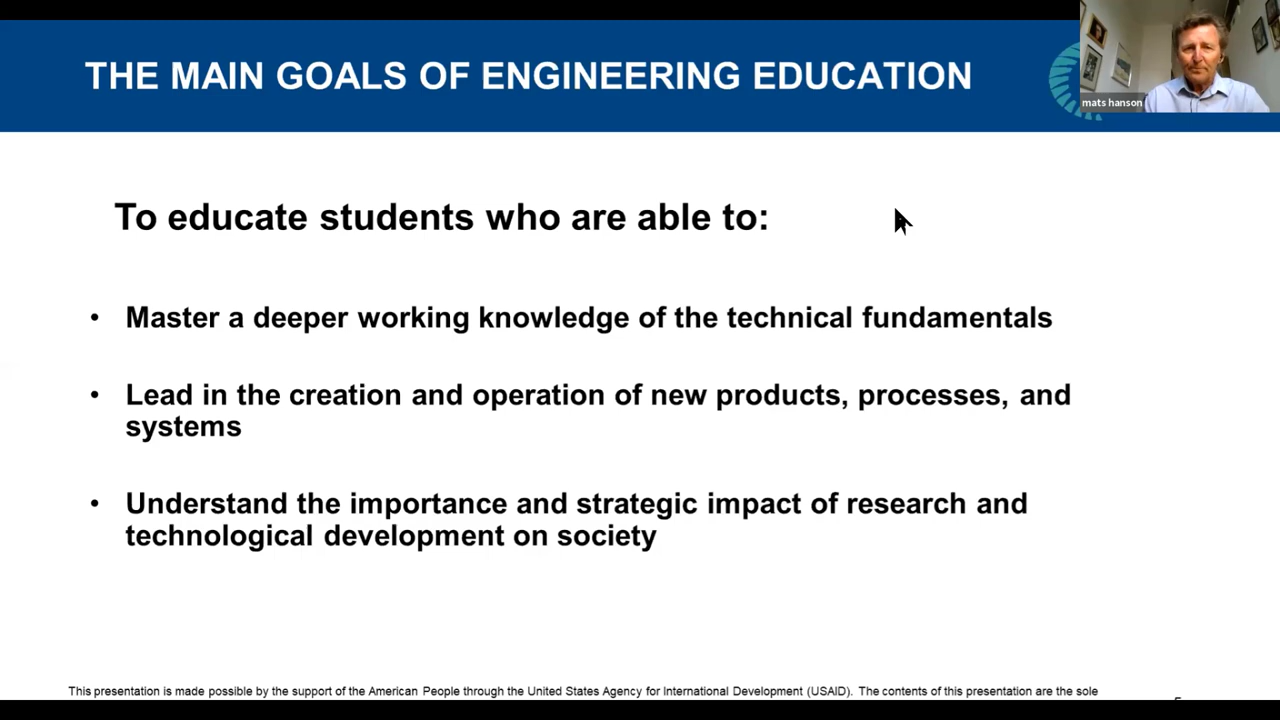 THE MAIN GOALS OF ENGINEERING EDUCATION
mats hanson
To educate students who are able to:
• Master a deeper working knowledge of the technical fundamentals
• Lead in the creation and operation of new products, processes, and
systems
• Understand the importance and strategic impact of research and
technological development on society
This presentation is made possible by the support of the American People through the United States Agency for International Development (USAID). The contents of this presentation are the sole